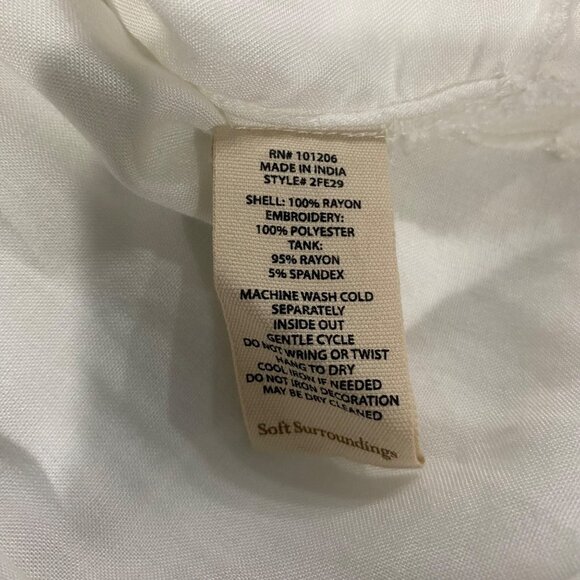 RN# 101206
MADE IN INDIA
STYLE# 2FE29
SHELL: 100% RAYON
EMBROIDERY:
100% POLYESTER
TANK:
95% RAYON
5% SPANDEX
MACHINE WASH COLD
SEPARATELY
INSIDE OUT
GENTLE CYCLE
DO NOT WRING OR TWIST
HANG TO DRY
COOL IRON IF NEEDED
DO NOT IRON DECORATION
MAY BE DRY CLEANED
Soft Surroundings